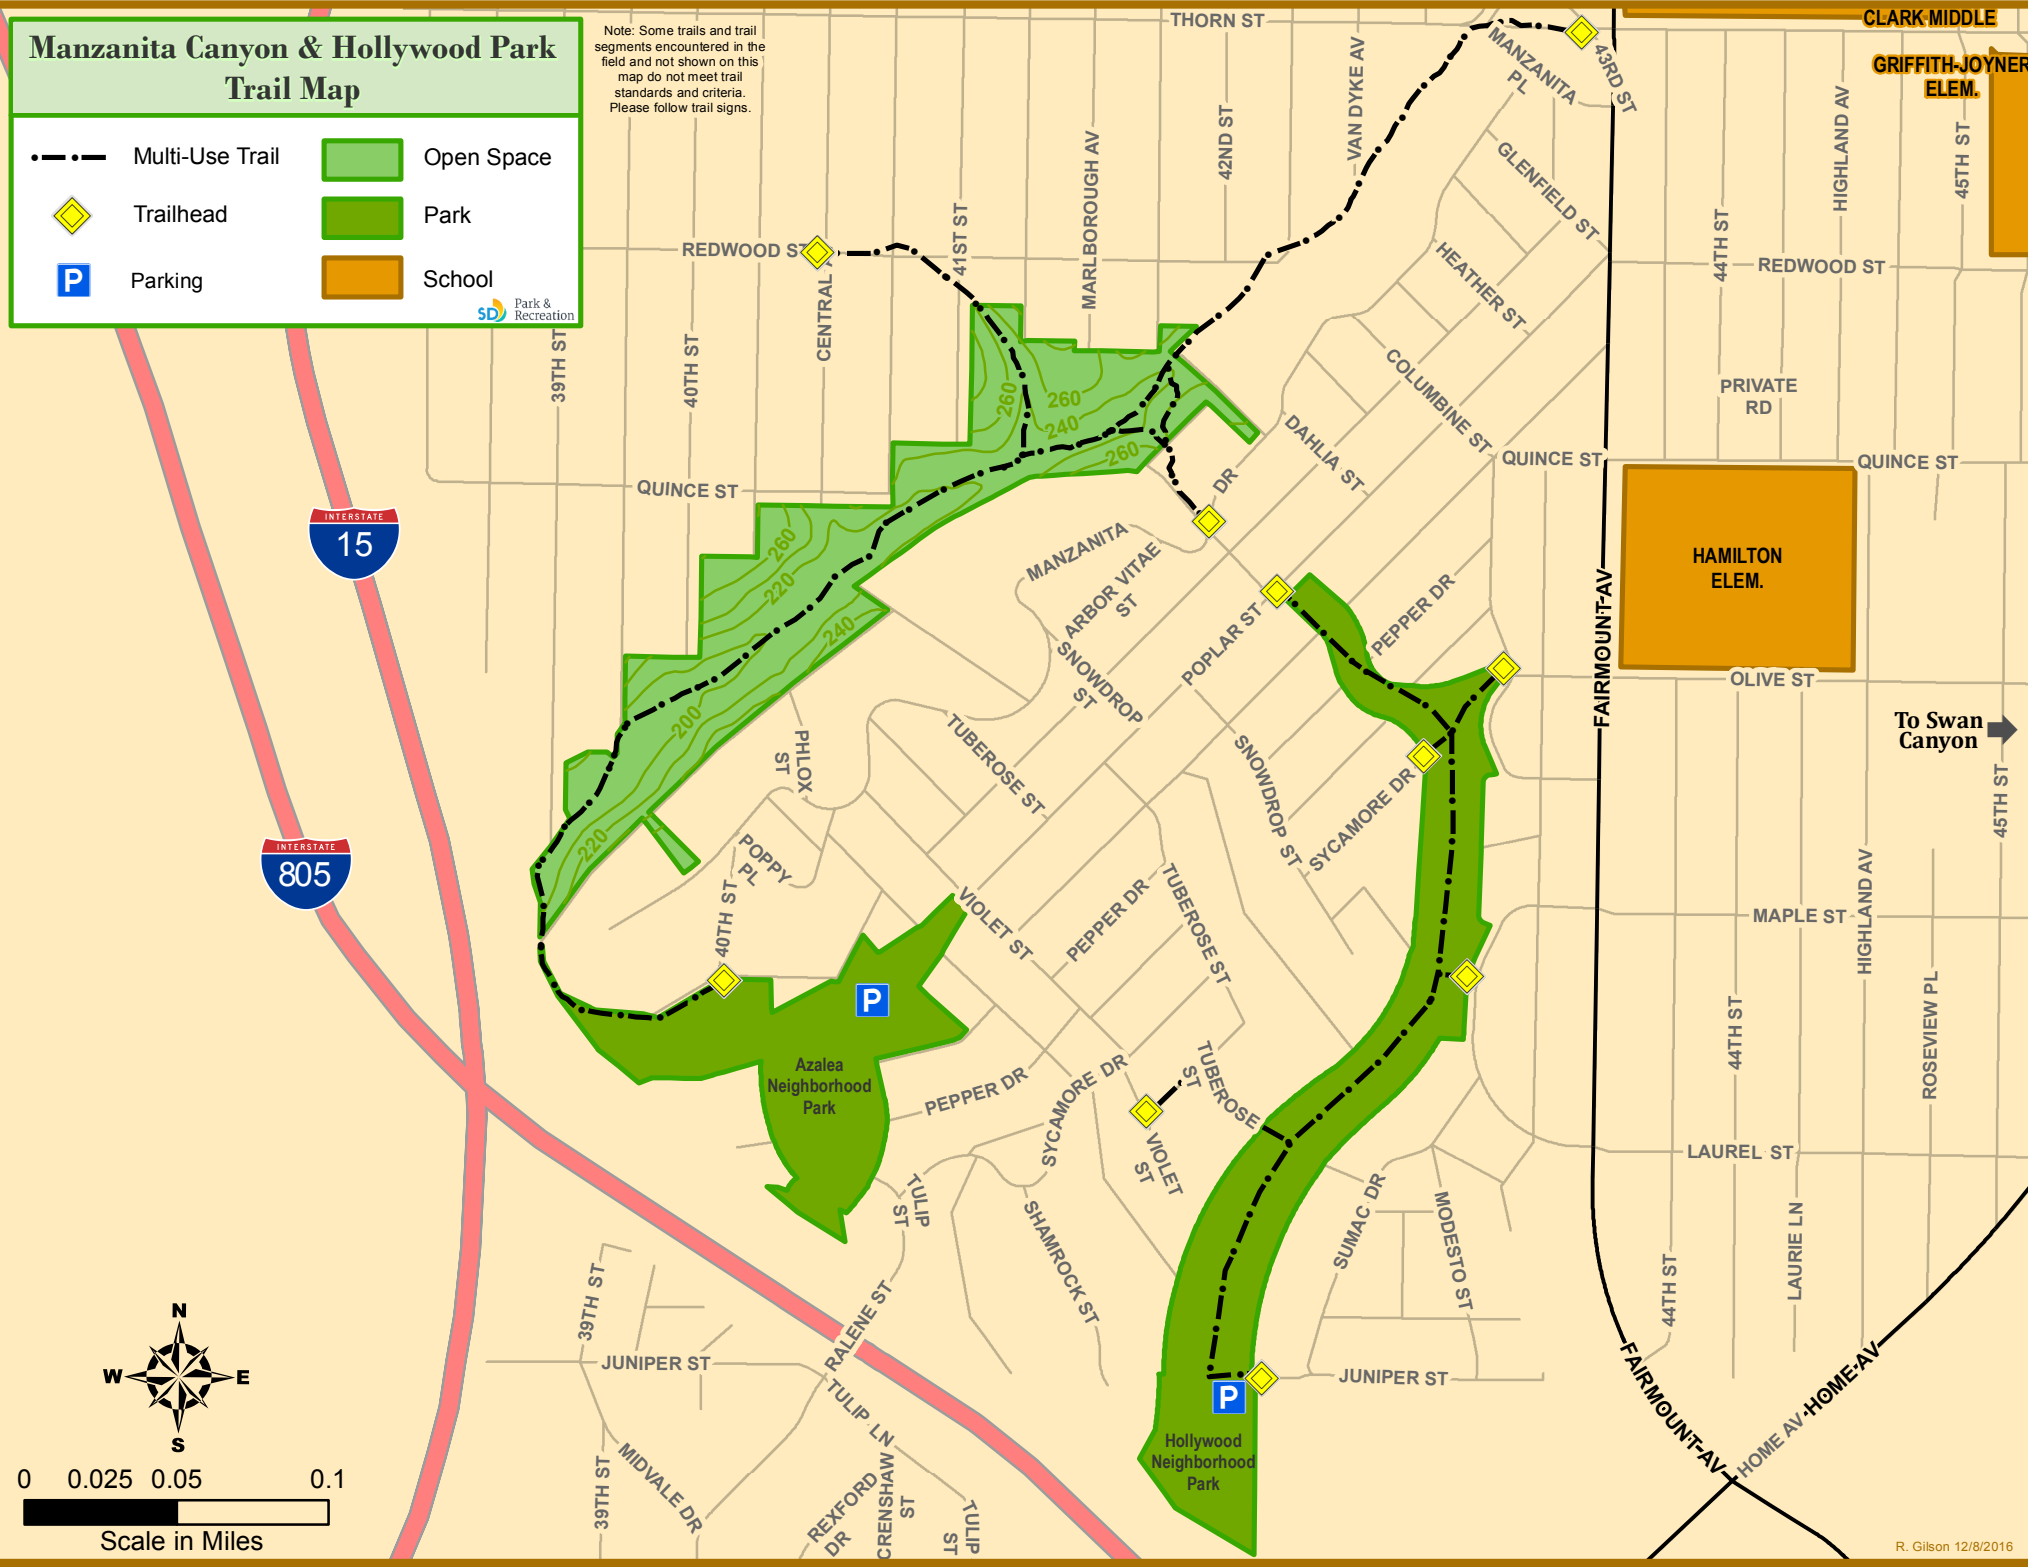 Manzanita Canyon & Hollywood Park
Trail Map
Multi-Use Trail
Open Space
Trailhead
Park
P
Parking
School
SD
Park &
Recreation
Note: Some trails and trail
segments encountered in the
field and not shown on this
map do not meet trail
standards and criteria.
Please follow trail signs.
THORN ST
CLARK MIDDLE
GRIFFITH-JOYNER
ELEM.
MANZANITA
PL
43RD ST
VAN DYKE AV
42ND ST
MARLBOROUGH AV
41ST ST
HIGHLAND AV
45TH ST
44TH ST
GLENFIELD ST
HEATHER ST
REDWOOD ST
REDWOOD ST
CENTRAL A
39TH ST
40TH ST
COLUMBINE ST
PRIVATE
RD
DAHLIA ST
260
260
240
260
QUINCE ST
QUINCE ST
QUINCE ST
DR
MANZANITA
ARBOR VITAE
ST
INTERSTATE
15
260
220
240
200
220
HAMILTON
ELEM.
FAIRMOUNT AV
OLIVE ST
PEPPER DR
POPLAR ST
SNOWDROP
ST
To Swan
Canyon
TUBEROSE ST
PHLOX
ST
SNOWDROP ST
SYCAMORE DR
45TH ST
INTERSTATE
805
POPPY
PL
40TH ST
VIOLET ST
PEPPER DR
TUBEROSE ST
MAPLE ST
HIGHLAND AV
44TH ST
ROSEVIEW PL
P
Azalea
Neighborhood
Park
PEPPER DR
SYCAMORE DR
TUBEROSE
ST
VIOLET
ST
LAUREL ST
TULIP
ST
SHAMROCK ST
SUMAC DR
MODESTO ST
LAURIE LN
44TH ST
39TH ST
RALENE ST
JUNIPER ST
JUNIPER ST
P
Hollywood
Neighborhood
Park
FAIRMOUNT AV
HOME AV
HOME AV
TULIP LN
MIDVALE DR
39TH ST
REXFORD
DR
CRENSHAW
ST
TULIP
ST
N
W
E
S
0 0.025 0.05 0.1
Scale in Miles
R. Gilson 12/8/2016